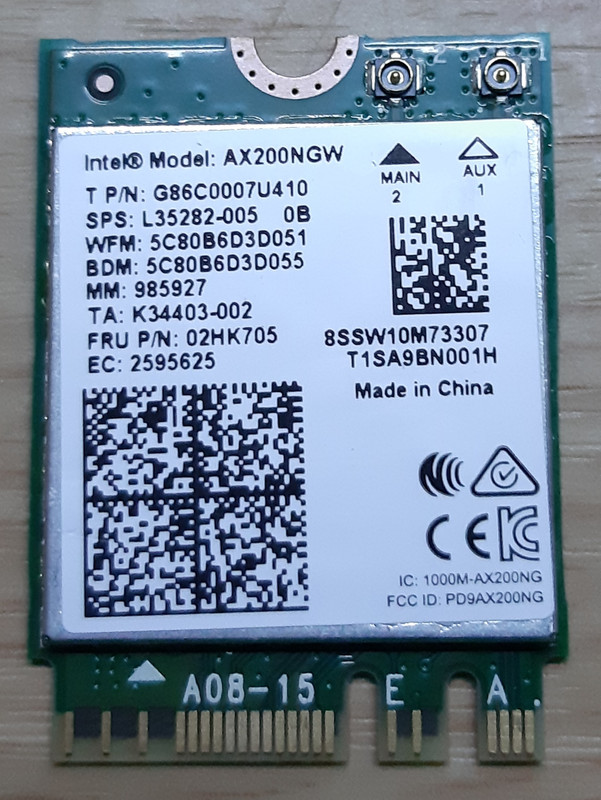 2 1
Intel® Model: AX200NGW
MAIN 2
AUX 1
T P/N: G86C0007U410
SPS: L35282-005 0B
WFM: 5C80B6D3D051
BDM: 5C80B6D3D055
MM: 985927
TA: K34403-002
FRU P/N: 02HK705
EC: 2595625
8SSW10M73307
T1SA9BN001H
Made in China
CE
IC: 1000M-AX200NG
FCC ID: PD9AX200NG
A08-15 E A